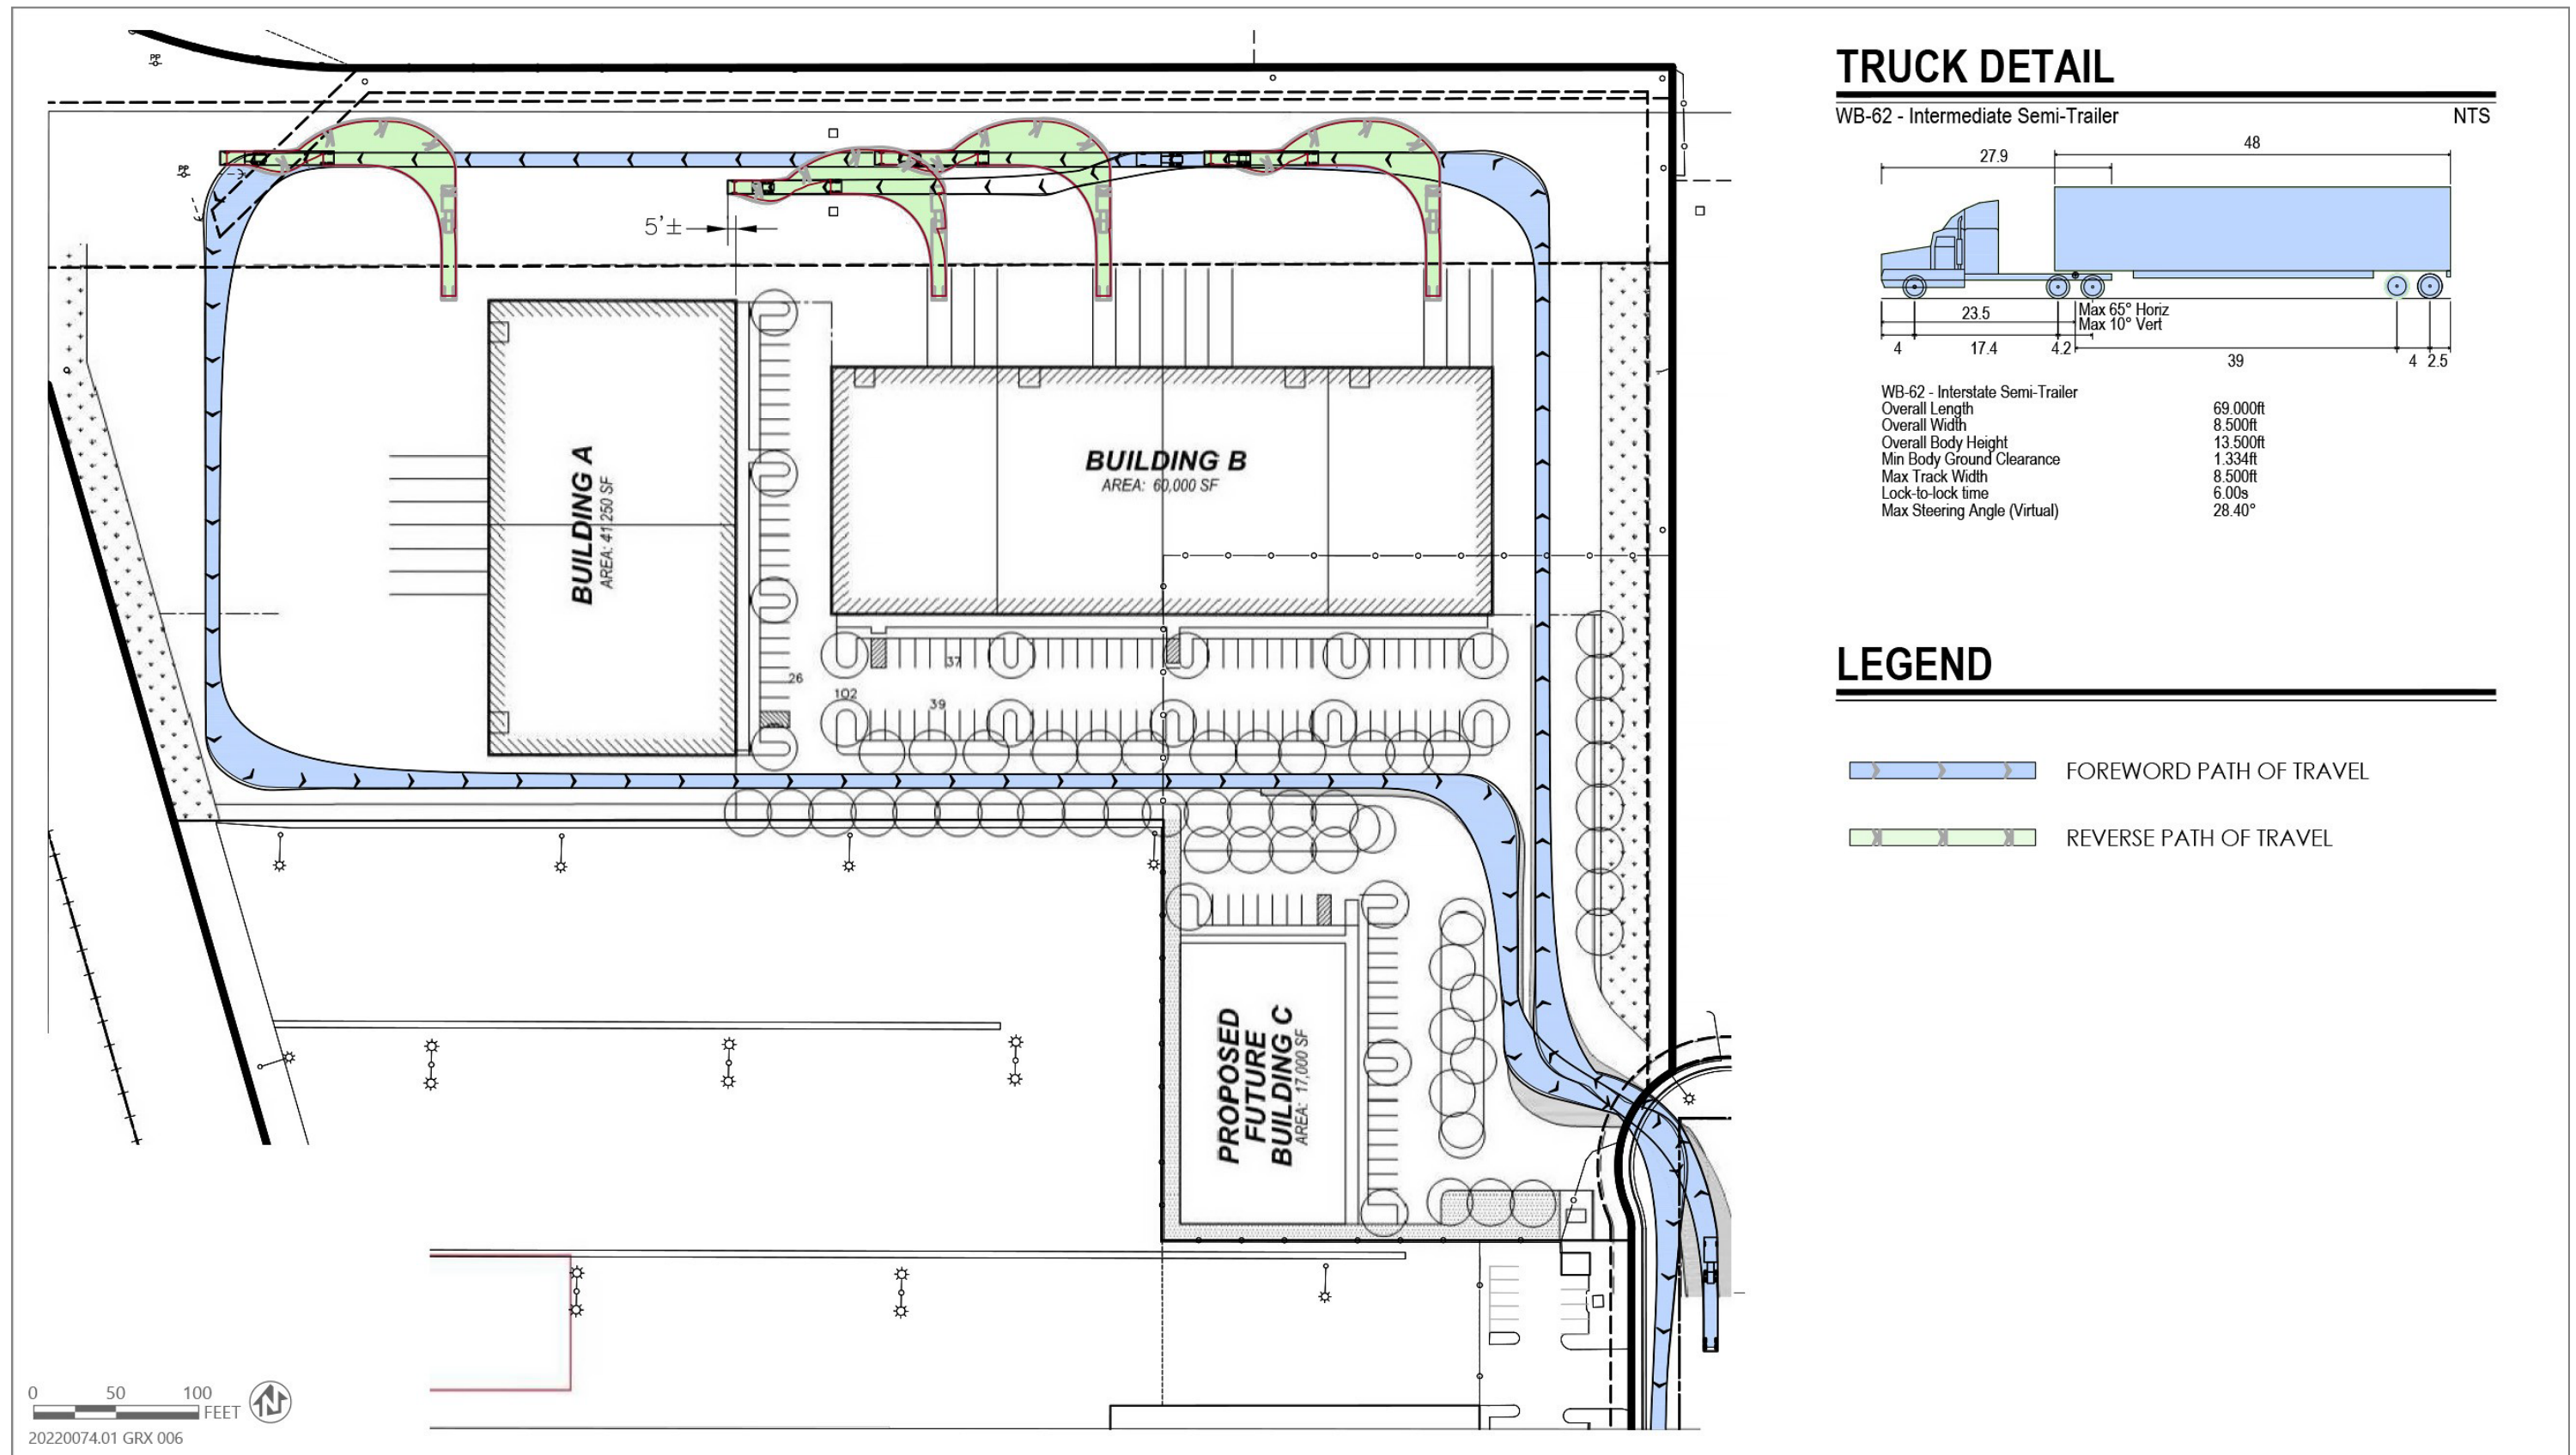 PP
PP
5'±
BUILDING A
AREA: 41,250 SF
BUILDING B
AREA: 60,000 SF
37
26
102
39
PROPOSED
FUTURE
BUILDING C
AREA: 17,000 SF
0 50 100
FEET
20220074.01 GRX 006
TRUCK DETAIL
WB-62 - Intermediate Semi-Trailer NTS
48
27.9
23.5
Max 65° Horiz
Max 10° Vert
4 17.4 4.2 39 4 2.5
WB-62 - Interstate Semi-Trailer
Overall Length 69.000ft
Overall Width 8.500ft
Overall Body Height 13.500ft
Min Body Ground Clearance 1.334ft
Max Track Width 8.500ft
Lock-to-lock time 6.00s
Max Steering Angle (Virtual) 28.40°
LEGEND
FOREWORD PATH OF TRAVEL
REVERSE PATH OF TRAVEL